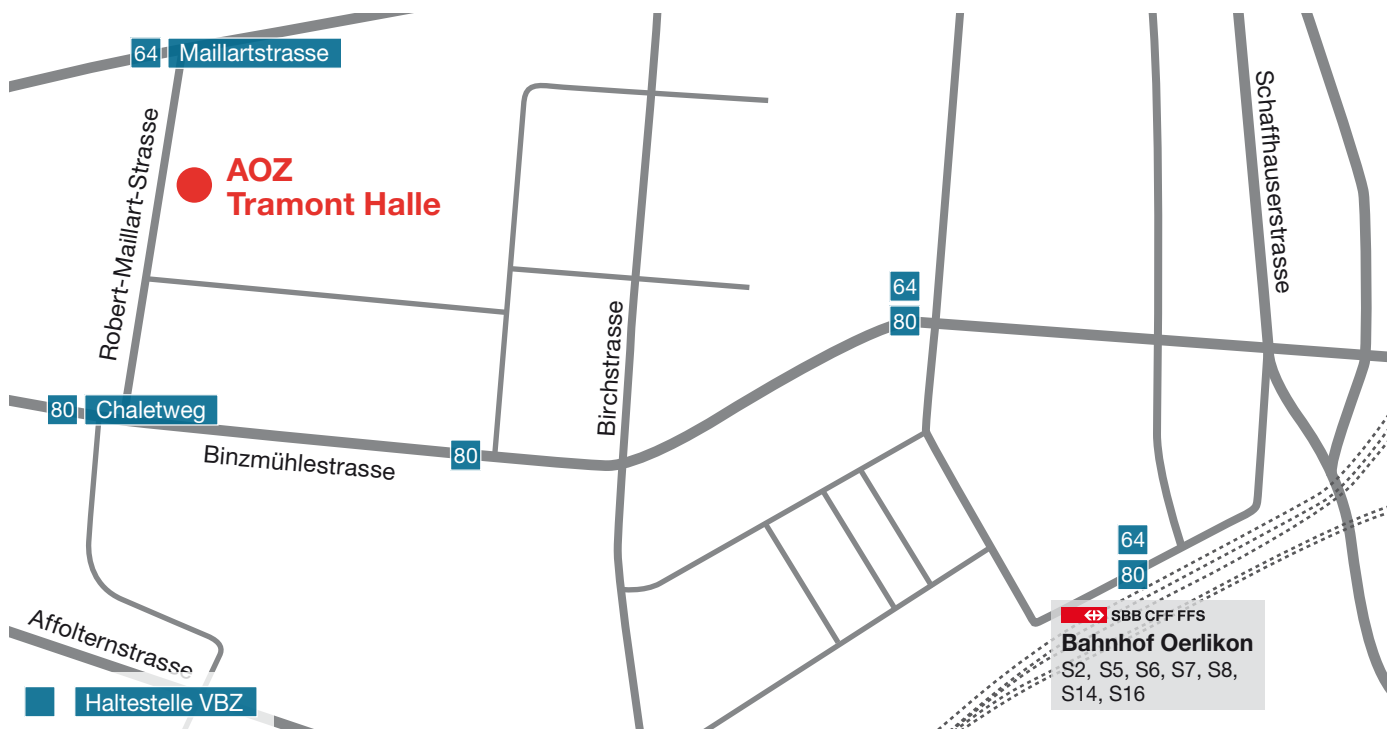 64 Maillartstrasse
Schaffhauserstrasse
Robert-Maillart-Strasse
AOZ
Tramont Halle
64
80
Birchstrasse
80 Chaletweg
Binzmühlestrasse
80
64
80
SBB CFF FFS
Bahnhof Oerlikon
S2, S5, S6, S7, S8,
S14, S16
Affolternstrasse
Haltestelle VBZ